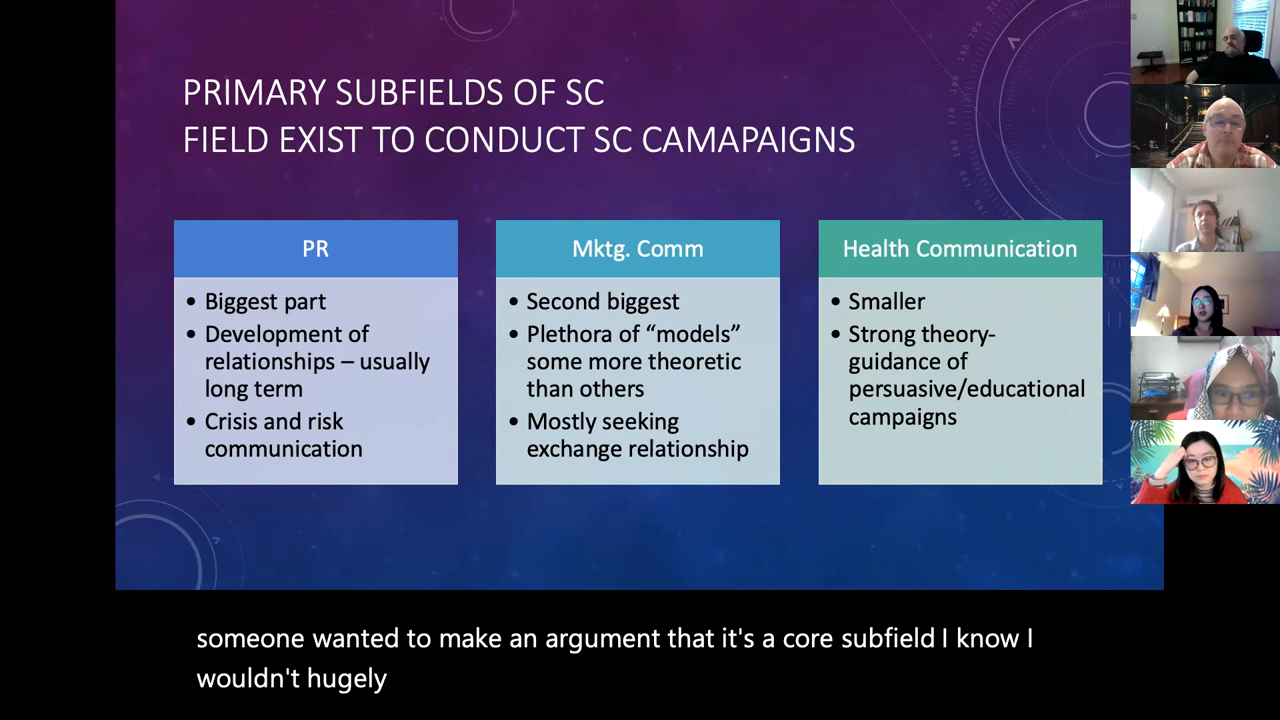 PRIMARY SUBFIELDS OF SC
FIELD EXIST TO CONDUCT SC CAMAPAIGNS
PR
• Biggest part
• Development of
relationships – usually
long term
• Crisis and risk
communication
Mktg. Comm
• Second biggest
• Plethora of “models”
some more theoretic
than others
• Mostly seeking
exchange relationship
Health Communication
• Smaller
• Strong theory-
guidance of
persuasive/educational
campaigns
someone wanted to make an argument that it's a core subfield I know I
wouldn't hugely